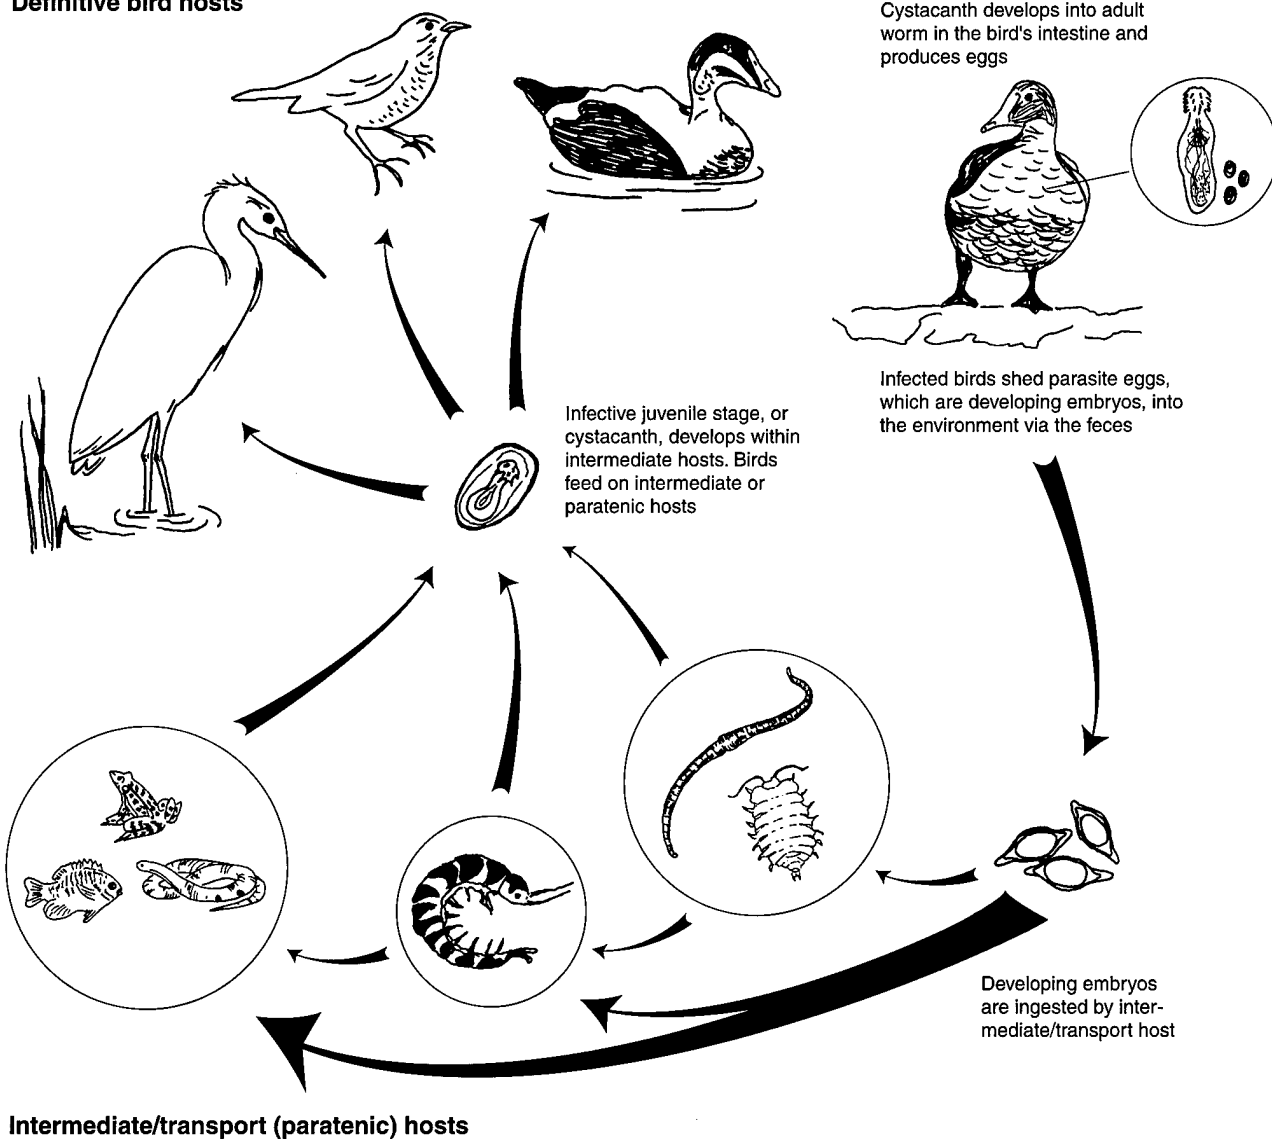 Definitive bird hosts
Cystacanth develops into adult
worm in the bird's intestine and
produces eggs
Infected birds shed parasite eggs,
which are developing embryos, into
the environment via the feces
Infective juvenile stage, or
cystacanth, develops within
intermediate hosts. Birds
feed on intermediate or
paratenic hosts
Developing embryos
are ingested by inter-
mediate/transport host
Intermediate/transport (paratenic) hosts